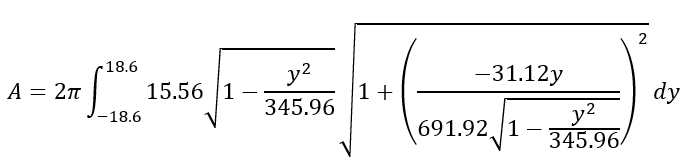 A = 2π ∫_{-18.6}^{18.6} 15.56 √(1 − y²/345.96) √(1 + (−31.12y / (691.92√(1 − y²/345.96)))²) dy